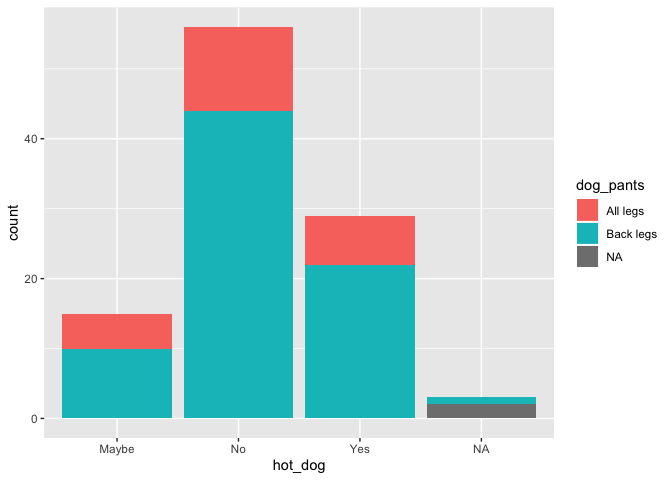 count
40
20
0
Maybe
No
Yes
NA
hot_dog
dog_pants
All legs
Back legs
NA